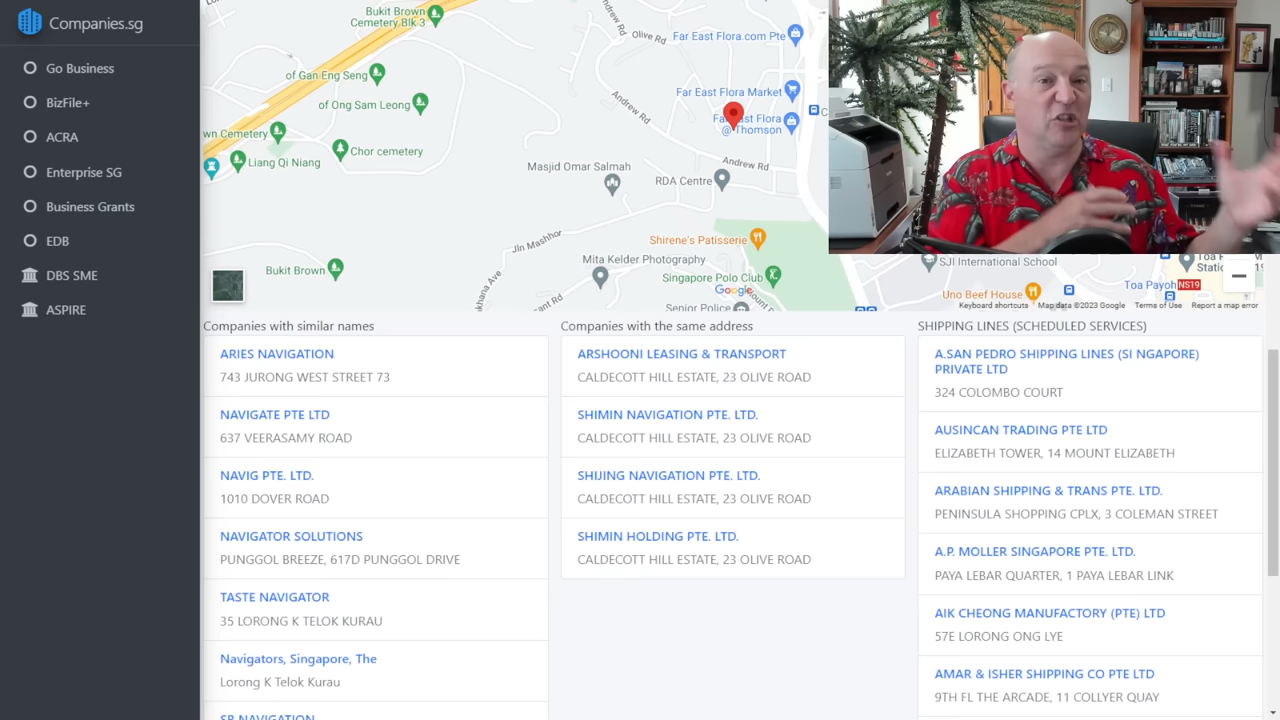 Companies.sg
Go Business
BizFile+
ACRA
Enterprise SG
Business Grants
EDB
DBS SME
ASPIRE
Bukit Brown
Cemetery Blk 3
Olive Rd
Far East Flora.com Pte
of Gan Eng Seng
of Ong Sam Leong
Andrew Rd
Far East Flora Market
Far East Flora
@ Thomson
wn Cemetery
Liang Qi Niang
Chor cemetery
Masjid Omar Salmah
Andrew Rd
RDA Centre
Jln Mashhor
Shirene's Patisserie
Mita Kelder Photography
Bukit Brown
Singapore Polo Club
SJI International School
Toa
Google
Uno Beef House
Toa Payoh
NS19
Senior Police
Keyboard shortcuts
Map data ©2023 Google
Terms of Use
Report a map error
Companies with similar names
ARIES NAVIGATION
743 JURONG WEST STREET 73
NAVIGATE PTE LTD
637 VEERASAMY ROAD
NAVIG PTE. LTD.
1010 DOVER ROAD
NAVIGATOR SOLUTIONS
PUNGGOL BREEZE, 617D PUNGGOL DRIVE
TASTE NAVIGATOR
35 LORONG K TELOK KURAU
Navigators, Singapore, The
Lorong K Telok Kurau
SR NAVIGATION
Companies with the same address
ARSHOONI LEASING & TRANSPORT
CALDECOTT HILL ESTATE, 23 OLIVE ROAD
SHIMIN NAVIGATION PTE. LTD.
CALDECOTT HILL ESTATE, 23 OLIVE ROAD
SHIJING NAVIGATION PTE. LTD.
CALDECOTT HILL ESTATE, 23 OLIVE ROAD
SHIMIN HOLDING PTE. LTD.
CALDECOTT HILL ESTATE, 23 OLIVE ROAD
SHIPPING LINES (SCHEDULED SERVICES)
A.SAN PEDRO SHIPPING LINES (SI NGAPORE)
PRIVATE LTD
324 COLOMBO COURT
AUSINCAN TRADING PTE LTD
ELIZABETH TOWER, 14 MOUNT ELIZABETH
ARABIAN SHIPPING & TRANS PTE. LTD.
PENINSULA SHOPPING CPLX, 3 COLEMAN STREET
A.P. MOLLER SINGAPORE PTE. LTD.
PAYA LEBAR QUARTER, 1 PAYA LEBAR LINK
AIK CHEONG MANUFACTORY (PTE) LTD
57E LORONG ONG LYE
AMAR & ISHER SHIPPING CO PTE LTD
9TH FL THE ARCADE, 11 COLLYER QUAY